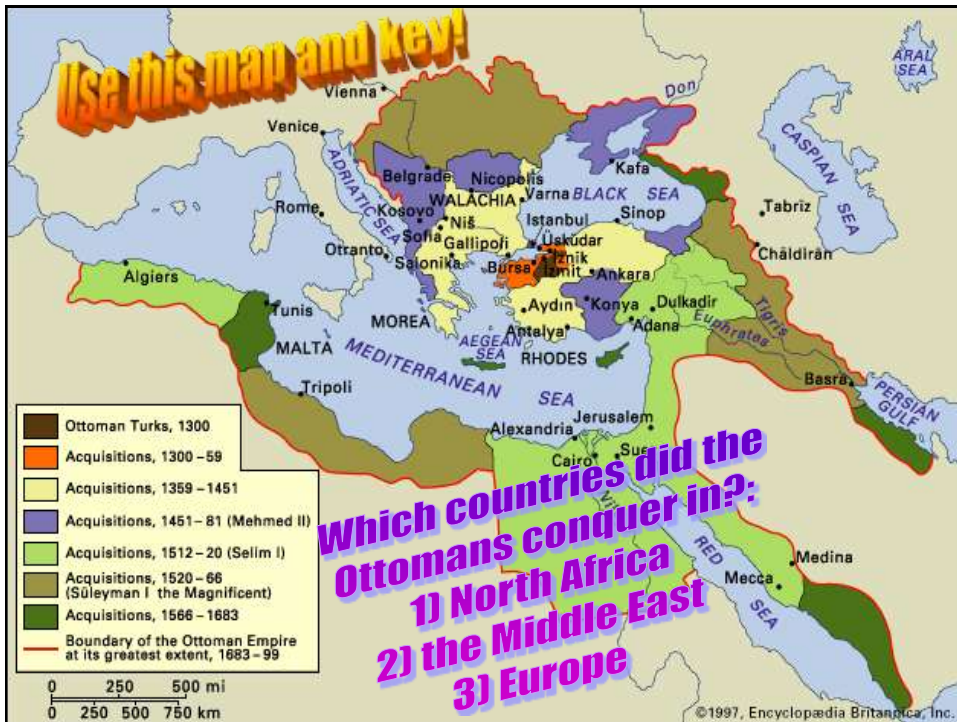 Use this map and key!
ARAL
SEA
Vienna
Don
Venice
CASPIAN
SEA
ADRIATIC
SEA
Belgrade
Nicopolis
Kafa
WALACHIA
Varna
BLACK SEA
Rome
Kosovo
Niš
Istanbul
Sinop
Tabrīz
Sofia
Gallipoli
Üsküdar
Chāldirān
Otranto
Salonika
Bursa
İznik
İzmit
Ankara
Algiers
Aydın
Konya
Dulkadir
Tigris
Tunis
MOREA
Antalya
Adana
Euphrates
MALTA
AEGEAN
SEA
RHODES
Basra
MEDITERRANEAN SEA
PERSIAN
GULF
Tripoli
Jerusalem
Alexandria
Cairo
Ottoman Turks, 1300
Acquisitions, 1300–59
Acquisitions, 1359–1451
Acquisitions, 1451–81 (Mehmed II)
Acquisitions, 1512–20 (Selim I)
Acquisitions, 1520–66
(Süleyman I the Magnificent)
Acquisitions, 1566–1683
Boundary of the Ottoman Empire
at its greatest extent, 1683–99
Which countries did the
Ottomans conquer in?:
1) North Africa
2) the Middle East
3) Europe
RED
SEA
Medina
Mecca
0 250 500 mi
0 250 500 750 km
©1997, Encyclopædia Britannica, Inc.